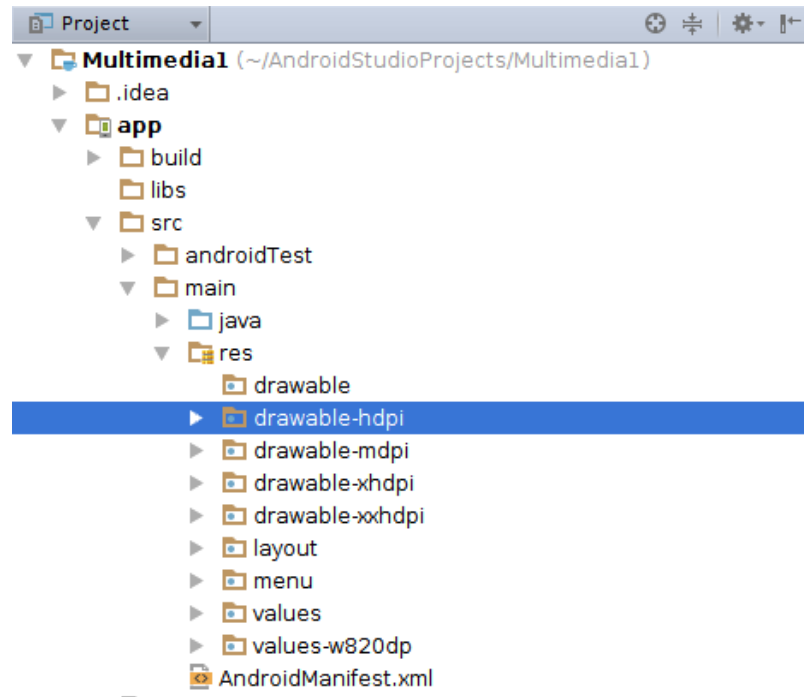 Project
Multimedia1 (~/AndroidStudioProjects/Multimedia1)
.idea
app
build
libs
src
androidTest
main
java
res
drawable
drawable-hdpi
drawable-mdpi
drawable-xhdpi
drawable-xxhdpi
layout
menu
values
values-w820dp
AndroidManifest.xml